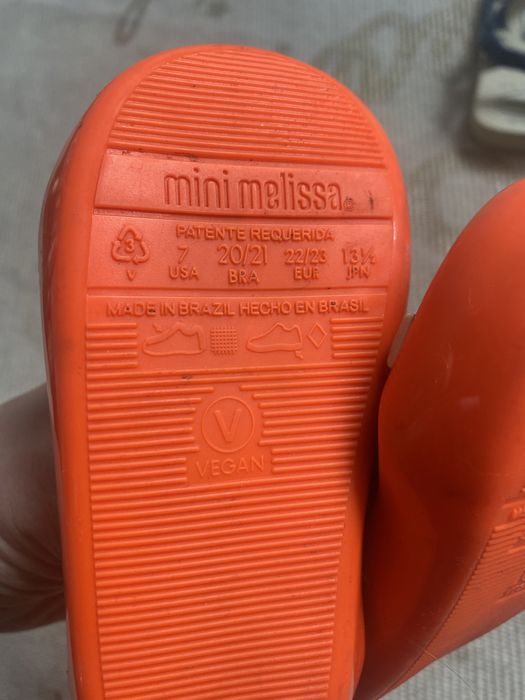 mini melissa®
PATENTE REQUERIDA
3 7 20/21 22/23 13½
V USA BRA EUR JPN
MADE IN BRAZIL HECHO EN BRASIL
V
VEGAN